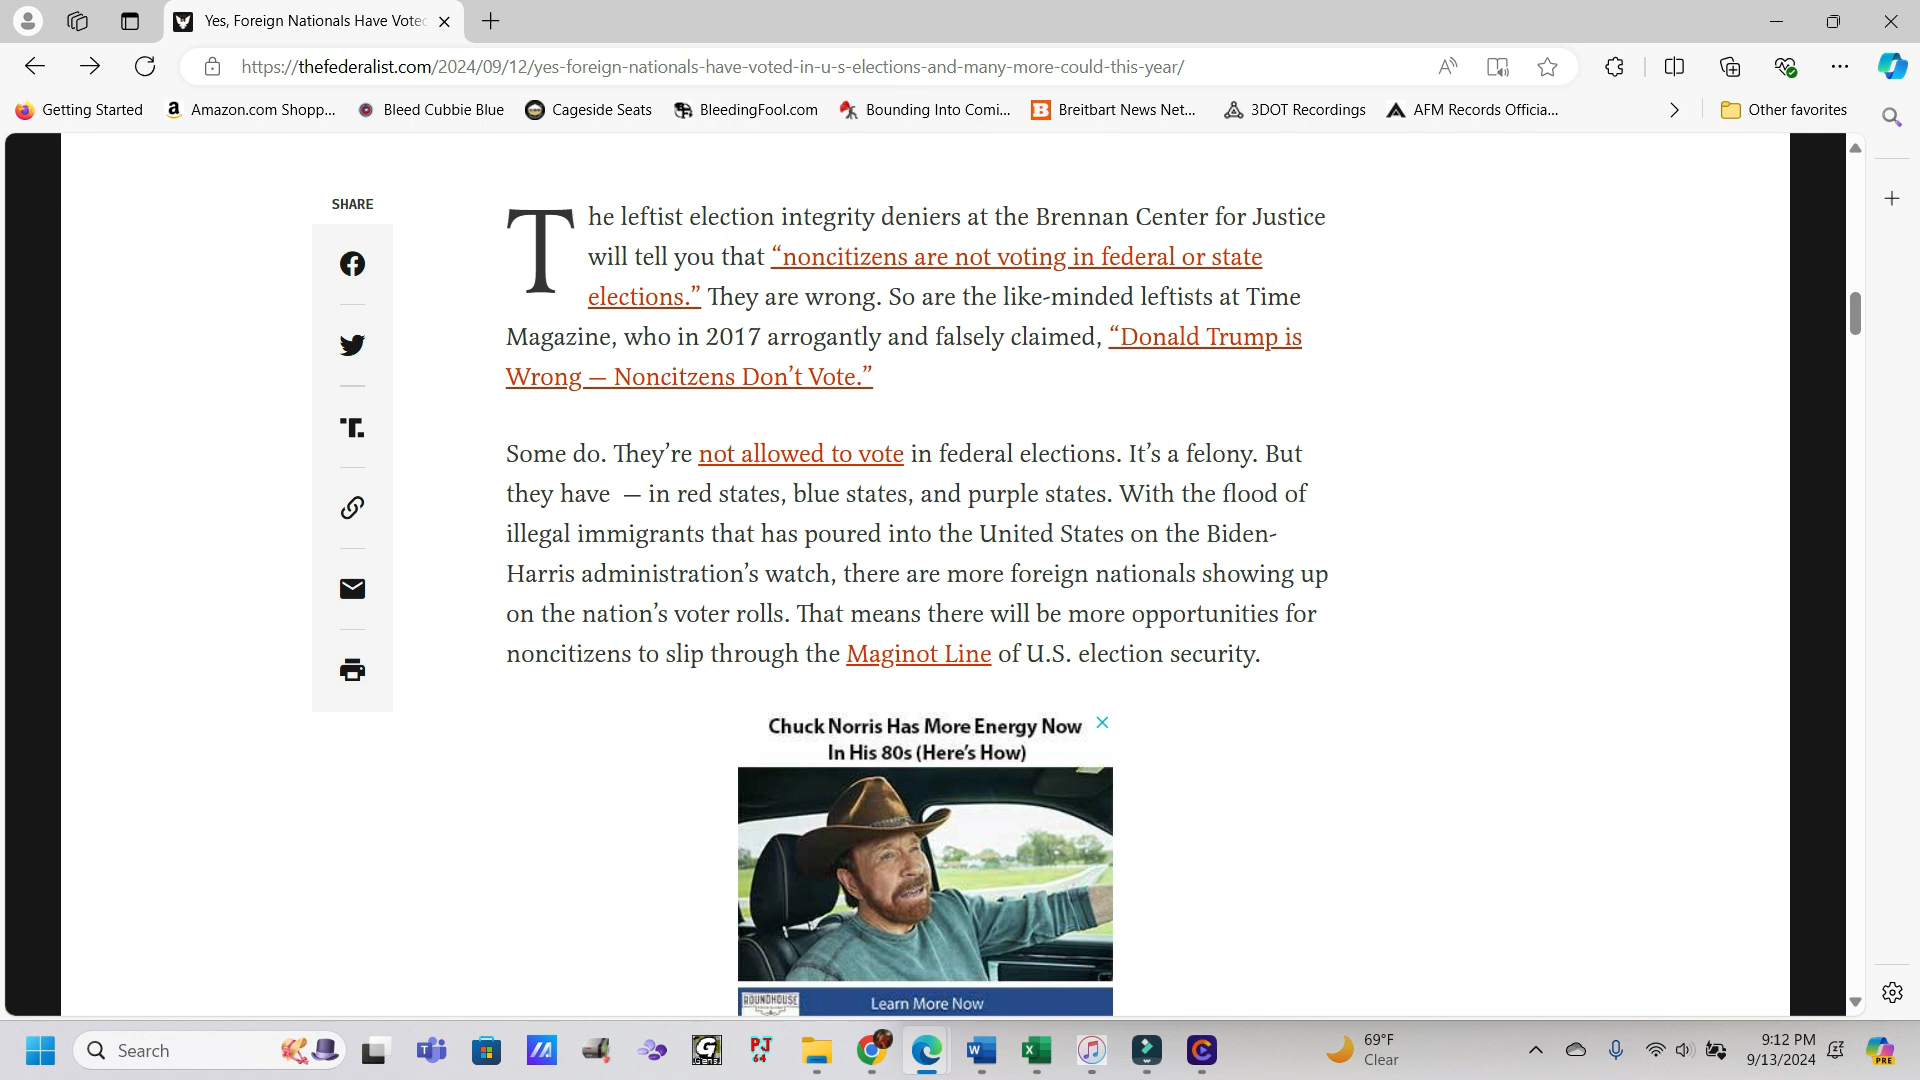 Yes, Foreign Nationals Have Voted
https://thefederalist.com/2024/09/12/yes-foreign-nationals-have-voted-in-u-s-elections-and-many-more-could-this-year/
Getting Started
Amazon.com Shopp...
Bleed Cubbie Blue
Cageside Seats
BleedingFool.com
Bounding Into Comi...
Breitbart News Net...
3DOT Recordings
AFM Records Officia...
Other favorites
SHARE
The leftist election integrity deniers at the Brennan Center for Justice
will tell you that “noncitizens are not voting in federal or state
elections.” They are wrong. So are the like-minded leftists at Time
Magazine, who in 2017 arrogantly and falsely claimed, “Donald Trump is
Wrong — Noncitzens Don’t Vote.”
Some do. They’re not allowed to vote in federal elections. It’s a felony. But
they have — in red states, blue states, and purple states. With the flood of
illegal immigrants that has poured into the United States on the Biden-
Harris administration’s watch, there are more foreign nationals showing up
on the nation’s voter rolls. That means there will be more opportunities for
noncitizens to slip through the Maginot Line of U.S. election security.
Chuck Norris Has More Energy Now
In His 80s (Here’s How)
ROUNDHOUSE
Learn More Now
Search
PJ
64
69°F
Clear
9:12 PM
9/13/2024
PRE